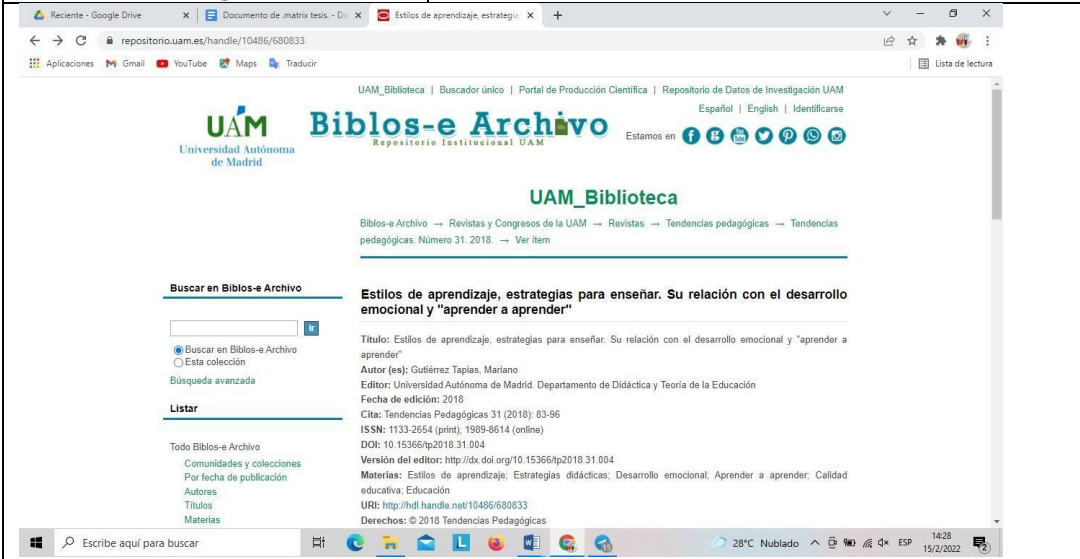 Reciente - Google Drive
Documento de .matrix tesis. - Do
Estilos de aprendizaje, estrategia
repositorio.uam.es/handle/10486/680833
Aplicaciones
Gmail
YouTube
Maps
Traducir
Lista de lectura
UAM_Biblioteca | Buscador único | Portal de Producción Científica | Repositorio de Datos de Investigación UAM
Español | English | Identificarse
UAM
Universidad Autónoma
de Madrid
Biblos-e Archivo
Repositorio Institucional UAM
Estamos en
UAM_Biblioteca
Biblos-e Archivo → Revistas y Congresos de la UAM → Revistas → Tendencias pedagógicas → Tendencias
pedagógicas. Número 31. 2018. → Ver ítem
Buscar en Biblos-e Archivo
Ir
Buscar en Biblos-e Archivo
Esta colección
Búsqueda avanzada
Listar
Todo Biblos-e Archivo
Comunidades y colecciones
Por fecha de publicación
Autores
Títulos
Materias
Estilos de aprendizaje, estrategias para enseñar. Su relación con el desarrollo
emocional y "aprender a aprender"
Título: Estilos de aprendizaje, estrategias para enseñar. Su relación con el desarrollo emocional y "aprender a
aprender"
Autor (es): Gutiérrez Tapias, Mariano
Editor: Universidad Autónoma de Madrid. Departamento de Didáctica y Teoría de la Educación
Fecha de edición: 2018
Cita: Tendencias Pedagógicas 31 (2018): 83-96
ISSN: 1133-2654 (print); 1989-8614 (online)
DOI: 10.15366/tp2018.31.004
Versión del editor: http://dx.doi.org/10.15366/tp2018.31.004
Materias: Estilos de aprendizaje; Estrategias didácticas; Desarrollo emocional; Aprender a aprender; Calidad
educativa; Educación
URI: http://hdl.handle.net/10486/680833
Derechos: © 2018 Tendencias Pedagógicas
Escribe aquí para buscar
28°C Nublado
ESP
14:28
15/2/2022